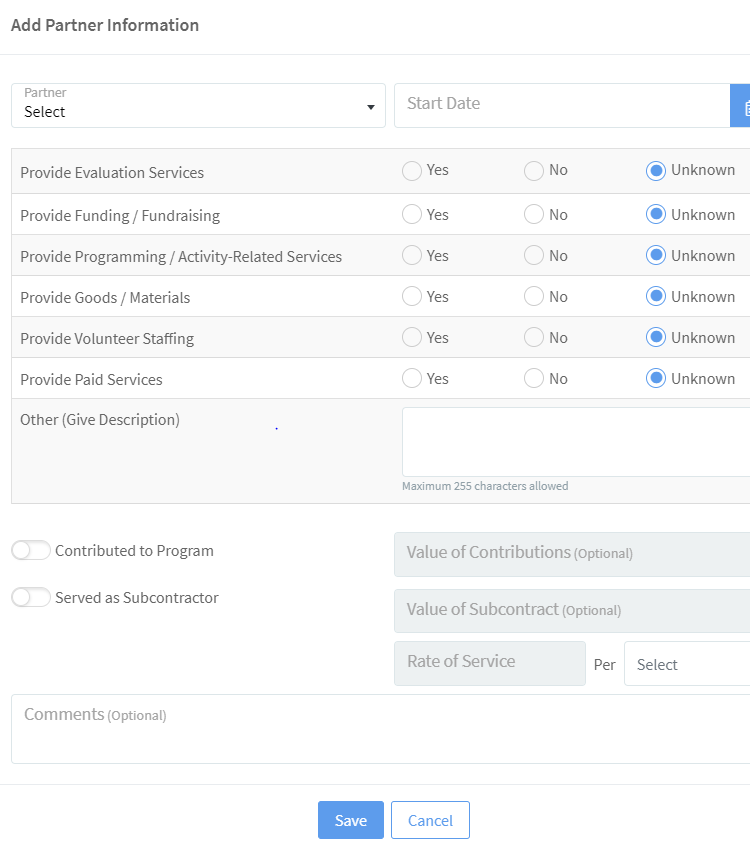 Add Partner Information
Partner
Select
Start Date
Provide Evaluation Services Yes No Unknown
Provide Funding / Fundraising Yes No Unknown
Provide Programming / Activity-Related Services Yes No Unknown
Provide Goods / Materials Yes No Unknown
Provide Volunteer Staffing Yes No Unknown
Provide Paid Services Yes No Unknown
Other (Give Description)
Maximum 255 characters allowed
Contributed to Program Value of Contributions (Optional)
Served as Subcontractor Value of Subcontract (Optional)
Rate of Service Per Select
Comments (Optional)
Save Cancel